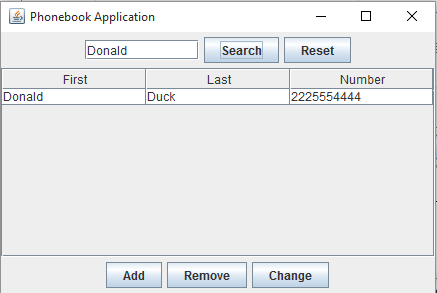 Phonebook Application
Donald Search Reset
First Last Number
Donald Duck 2225554444
Add Remove Change